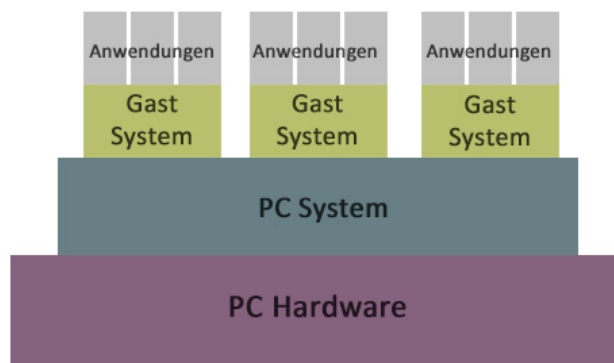 Anwendungen Anwendungen Anwendungen
Gast Gast Gast
System System System
PC System
PC Hardware